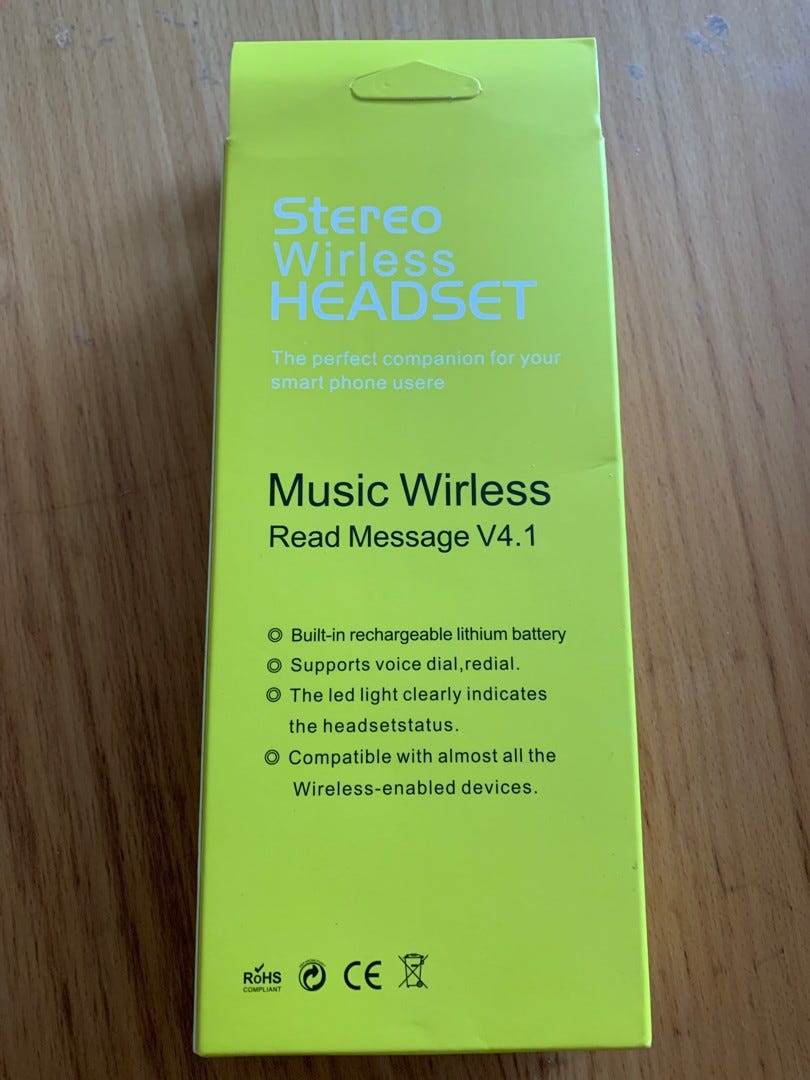 Stereo
Wirless
HEADSET
The perfect companion for your
smart phone usere
Music Wirless
Read Message V4.1
Built-in rechargeable lithium battery
Supports voice dial,redial.
The led light clearly indicates
the headsetstatus.
Compatible with almost all the
Wireless-enabled devices.
RoHS
COMPLIANT
CE